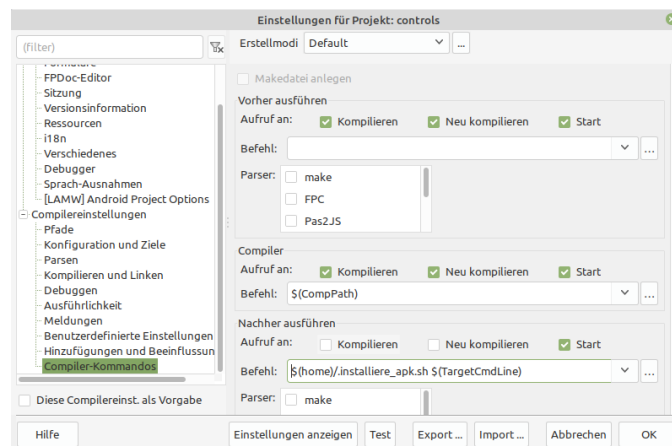 Einstellungen für Projekt: controls
(filter)
FPDoc-Editor
Sitzung
Versionsinformation
Ressourcen
i18n
Verschiedenes
Debugger
Sprach-Ausnahmen
[LAMW] Android Project Options
Compilereinstellungen
Pfade
Konfiguration und Ziele
Parsen
Kompilieren und Linken
Debuggen
Ausführlichkeit
Meldungen
Benutzerdefinierte Einstellungen
Hinzufügungen und Beeinflussun
Compiler-Kommandos
Diese Compilereinst. als Vorgabe
Erstellmodi Default ...
Makedatei anlegen
Vorher ausführen
Aufruf an: Kompilieren Neu kompilieren Start
Befehl: ...
Parser: make
FPC
Pas2JS
Compiler
Aufruf an: Kompilieren Neu kompilieren Start
Befehl: $(CompPath) ...
Nachher ausführen
Aufruf an: Kompilieren Neu kompilieren Start
Befehl: $(home)/.installiere_apk.sh $(TargetCmdLine) ...
Parser: make
Hilfe Einstellungen anzeigen Test Export ... Import ... Abbrechen OK